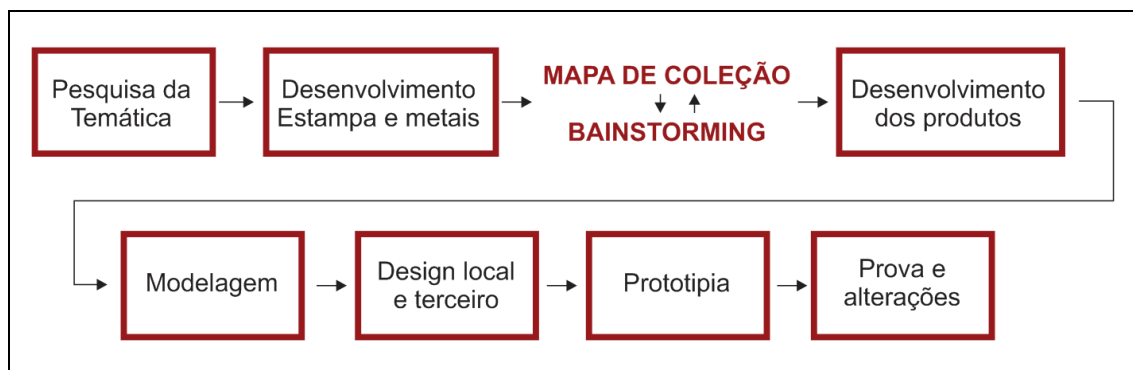 Pesquisa da
Temática
Desenvolvimento
Estampa e metais
MAPA DE COLEÇÃO
BAINSTORMING
Desenvolvimento
dos produtos
Modelagem
Design local
e terceiro
Prototipia
Prova e
alterações